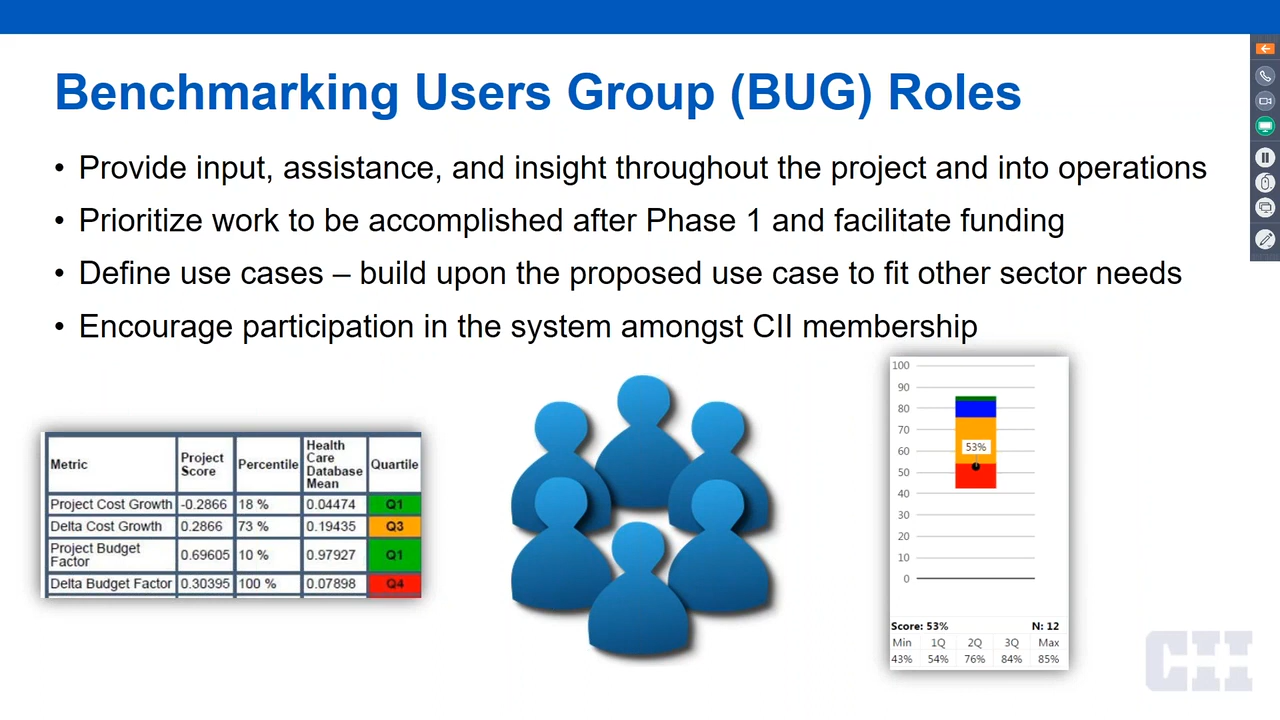 Benchmarking Users Group (BUG) Roles
• Provide input, assistance, and insight throughout the project and into operations
• Prioritize work to be accomplished after Phase 1 and facilitate funding
• Define use cases – build upon the proposed use case to fit other sector needs
• Encourage participation in the system amongst CII membership
Metric Project Score Percentile Health Care Database Mean Quartile
Project Cost Growth -0.2866 18 % 0.04474 Q1
Delta Cost Growth 0.2866 73 % 0.19435 Q3
Project Budget Factor 0.69605 10 % 0.97927 Q1
Delta Budget Factor 0.30395 100 % 0.07898 Q4
100
90
80
70
60
53%
50
40
30
20
10
0
Score: 53% N: 12
Min 1Q 2Q 3Q Max
43% 54% 76% 84% 85%
CII